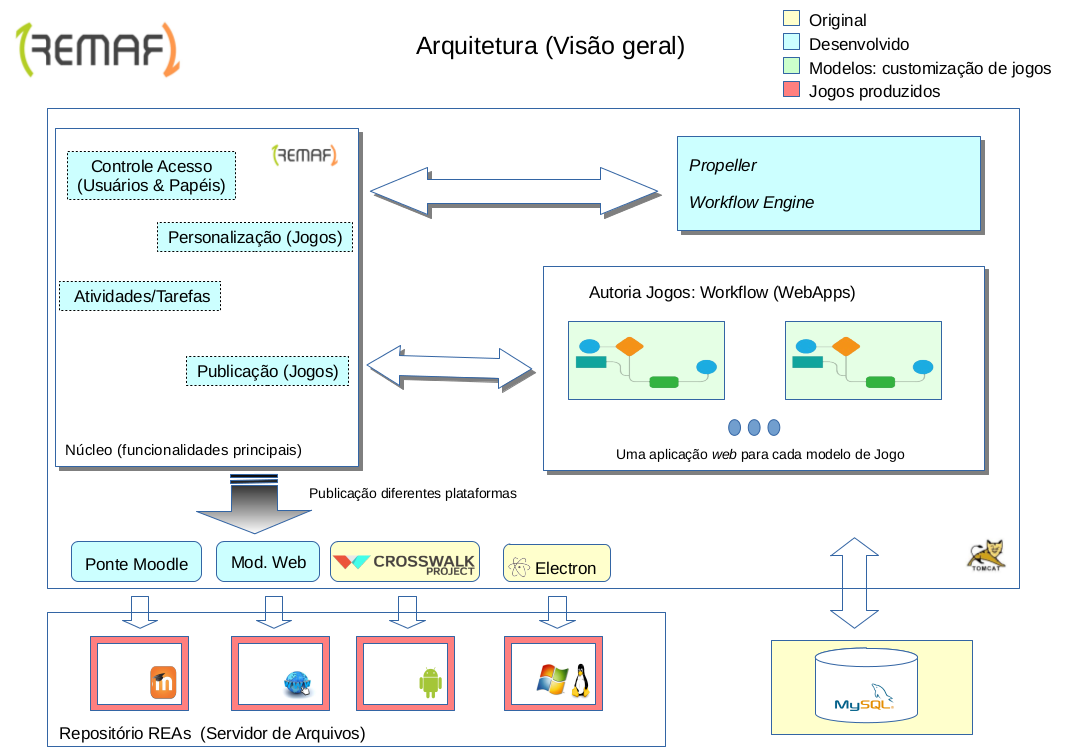 REMAF
Arquitetura (Visão geral)
Original
Desenvolvido
Modelos: customização de jogos
Jogos produzidos
REMAF
Controle Acesso
(Usuários & Papéis)
Personalização (Jogos)
Atividades/Tarefas
Publicação (Jogos)
Núcleo (funcionalidades principais)
Propeller
Workflow Engine
Autoria Jogos: Workflow (WebApps)
Uma aplicação web para cada modelo de Jogo
Publicação diferentes plataformas
Ponte Moodle
Mod. Web
CROSSWALK
PROJECT
Electron
TOMCAT
m
Repositório REAs (Servidor de Arquivos)
MySQL